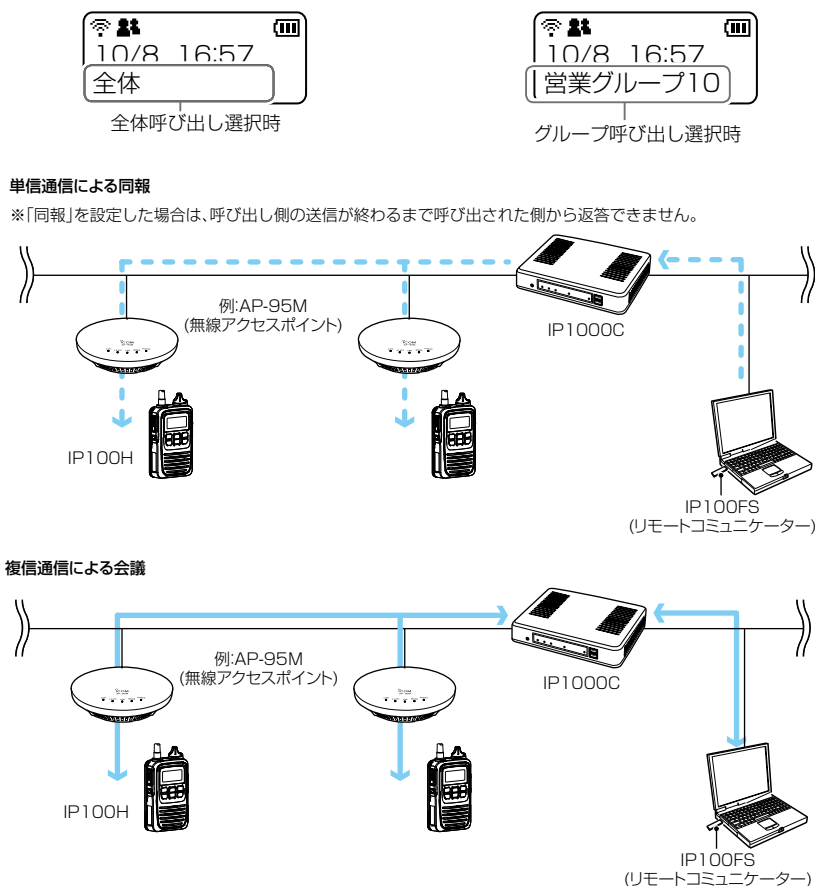 10/8 16:57
全体
全体呼び出し選択時
10/8 16:57
営業グループ10
グループ呼び出し選択時
単信通信による同報
※「同報」を設定した場合は、呼び出し側の送信が終わるまで呼び出された側から返答できません。
例:AP-95M
(無線アクセスポイント)
IP1000C
IP100H
IP100FS
(リモートコミュニケーター)
複信通信による会議
例:AP-95M
(無線アクセスポイント)
IP1000C
IP100H
IP100FS
(リモートコミュニケーター)